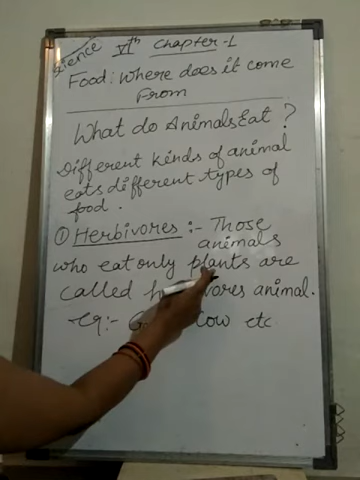 Science VIth Chapter-1
Food: Where does it come
From
What do Animals Eat ?
Different kinds of animal
eats different types of
food.
① Herbivores :- Those
animals
who eat only plants are
called animal.
eg:- Cow etc